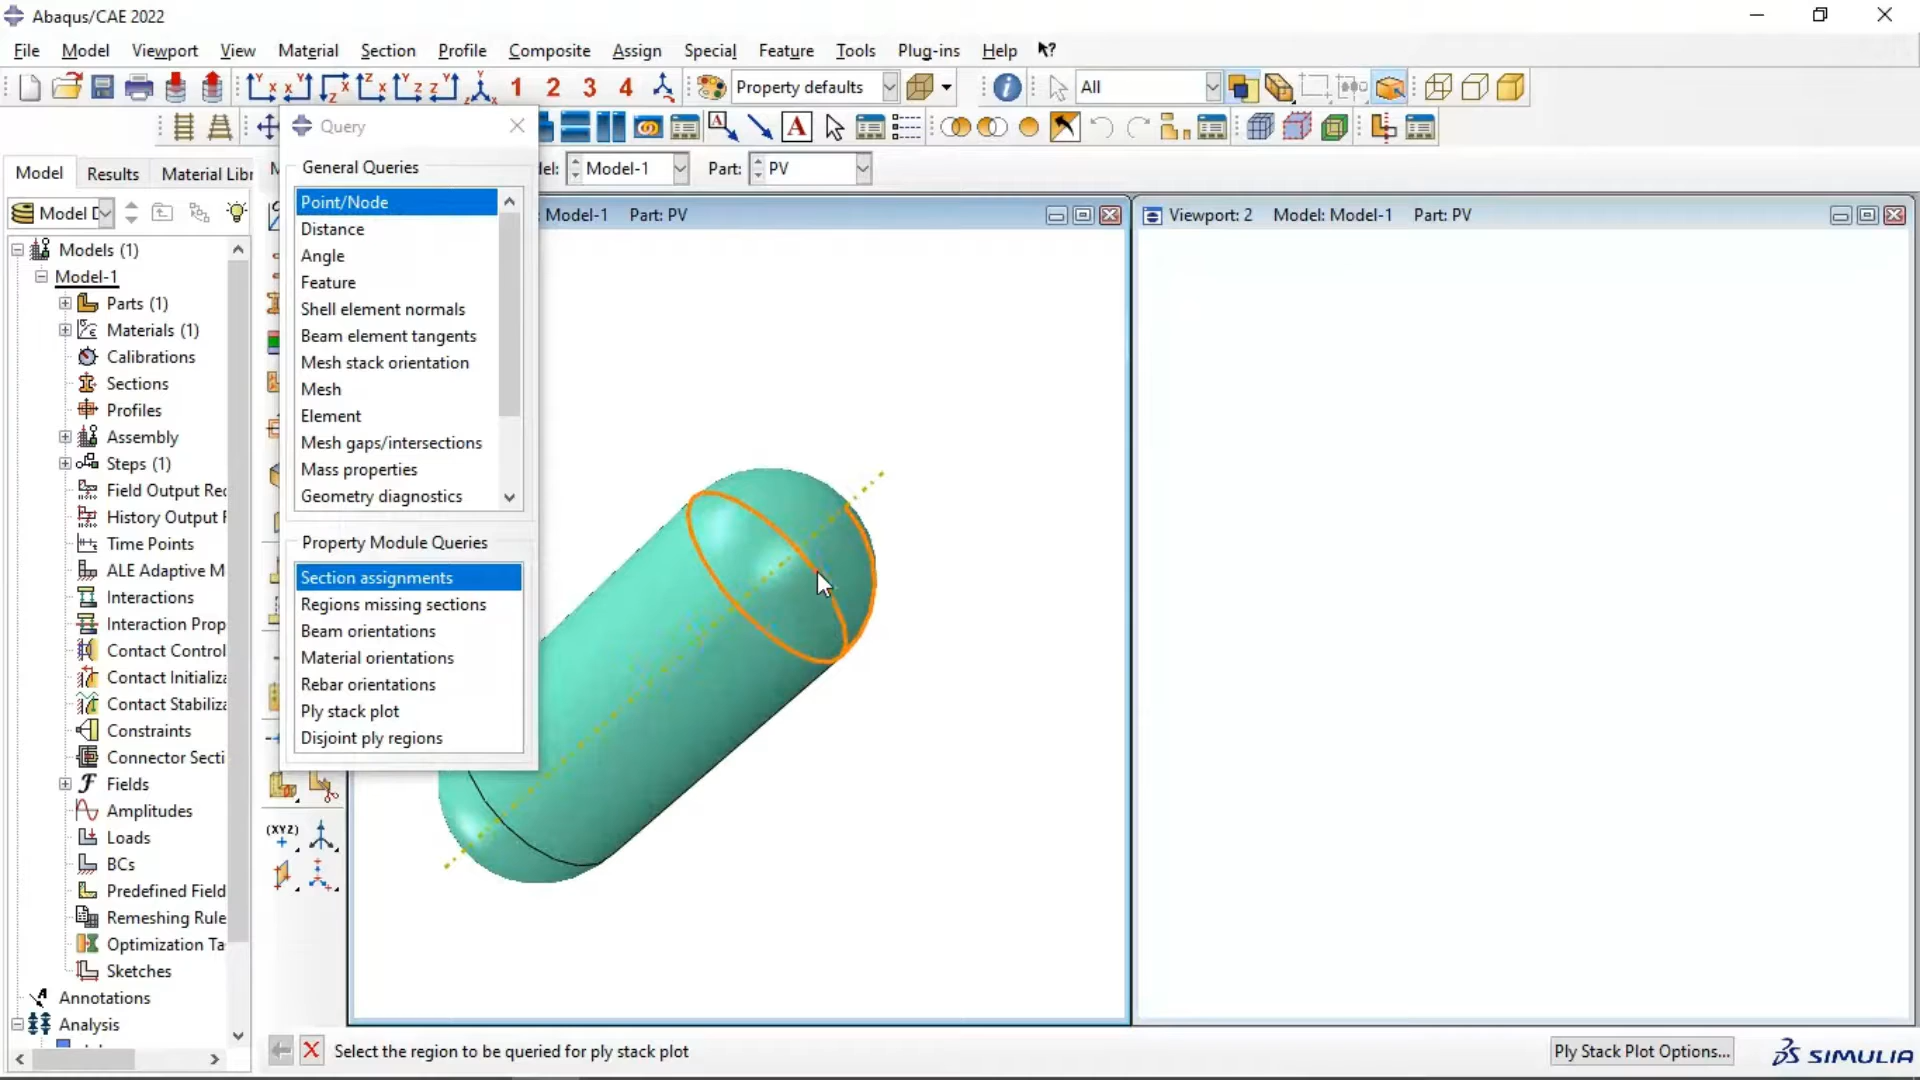 Abaqus/CAE 2022
File Model Viewport View Material Section Profile Composite Assign Special Feature Tools Plug-ins Help
1 2 3 4 Property defaults All
Query
General Queries
Point/Node
Distance
Angle
Feature
Shell element normals
Beam element tangents
Mesh stack orientation
Mesh
Element
Mesh gaps/intersections
Mass properties
Geometry diagnostics
Property Module Queries
Section assignments
Regions missing sections
Beam orientations
Material orientations
Rebar orientations
Ply stack plot
Disjoint ply regions
Model-1 Part: PV
Model Results Material Libr
Model D
Models (1)
Model-1
Parts (1)
Materials (1)
Calibrations
Sections
Profiles
Assembly
Steps (1)
Field Output Rec
History Output F
Time Points
ALE Adaptive M
Interactions
Interaction Prop
Contact Control
Contact Initializa
Contact Stabiliza
Constraints
Connector Secti
Fields
Amplitudes
Loads
BCs
Predefined Field
Remeshing Rule
Optimization Ta
Sketches
Annotations
Analysis
(XYZ)
: Model-1 Part: PV
Viewport: 2 Model: Model-1 Part: PV
Select the region to be queried for ply stack plot
Ply Stack Plot Options...
SIMULIA